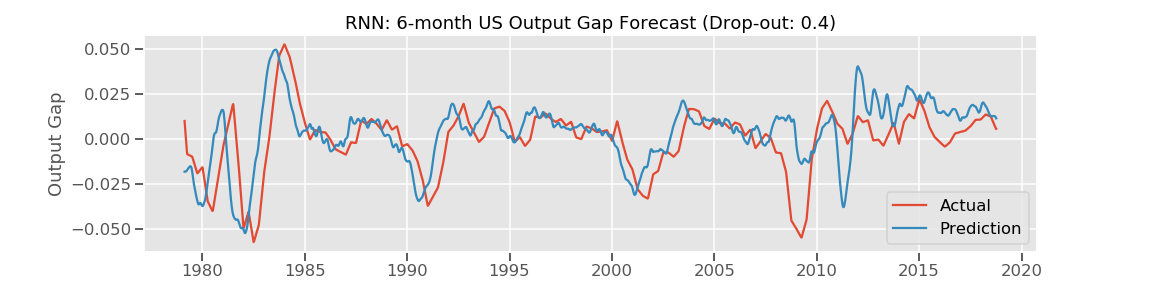 RNN: 6-month US Output Gap Forecast (Drop-out: 0.4)
Output Gap
0.050
0.025
0.000
−0.025
−0.050
Actual
Prediction
1980 1985 1990 1995 2000 2005 2010 2015 2020